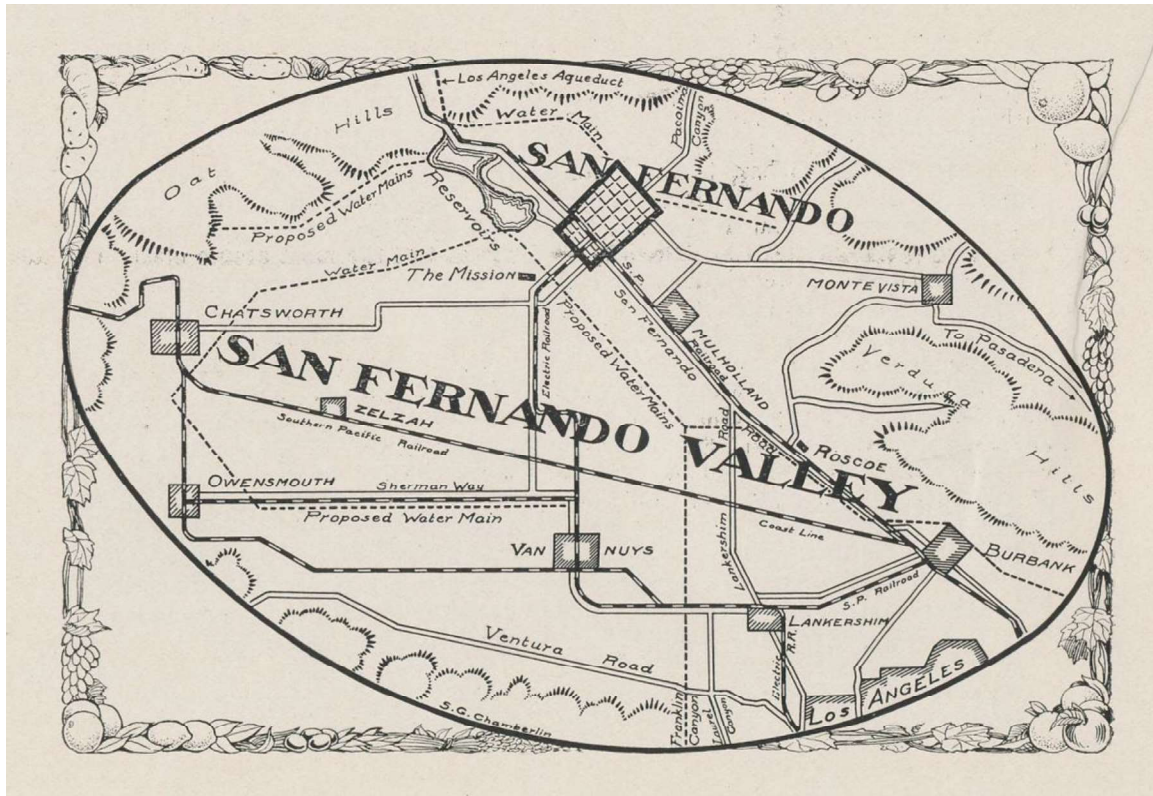 Los Angeles Aqueduct
Water Main
Pacoima
Canyon
Oat Hills
Proposed Water Mains
Reservoirs
SAN FERNANDO
Water Main
The Mission
CHATSWORTH
Electric Railroad
Proposed Water Mains
S.P.
San Fernando
Railroad
Road
MULHOLLAND
MONTE VISTA
To Pasadena
Verdugo Hills
SAN FERNANDO VALLEY
ZELZAH
Southern Pacific Railroad
ROSCOE
OWENSMOUTH
Sherman Way
Proposed Water Main
Lankershim Road
Coast Line
VAN NUYS
BURBANK
S.P. Railroad
LANKERSHIM
Ventura Road
Electric R.R.
LOS ANGELES
Franklin
Canyon
Laurel
Canyon
S.G. Chamberlin